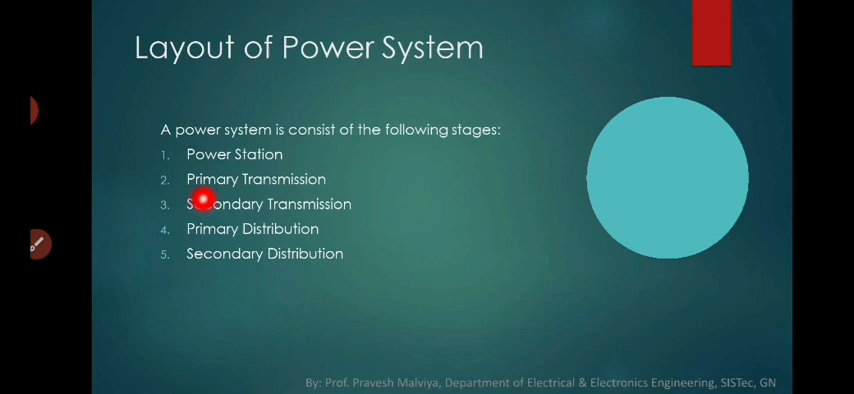 Layout of Power System
A power system is consist of the following stages:
1. Power Station
2. Primary Transmission
3. Secondary Transmission
4. Primary Distribution
5. Secondary Distribution
By: Prof. Pravesh Malviya, Department of Electrical & Electronics Engineering, SISTec, GN